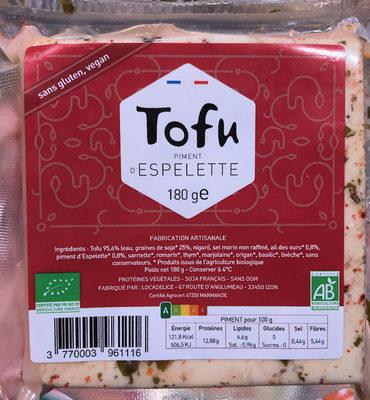 sans gluten, vegan
Tofu
PIMENT
D'ESPELETTE
180 g℮
FABRICATION ARTISANALE
Ingrédients : Tofu 95,6% (eau, graines de soja* 25%, nigari), sel marin non raffiné, ail des ours* 0,8%,
piment d'Espelette* 0,8%, sarriette*, romarin*, thym*, marjolaine*, origan*, basilic*, livèche*, sans
conservateurs. * Produits issus de l'agriculture biologique
Poids net 180 g - Conserver à 4°C
PROTÉINES VÉGÉTALES - SOJA FRANÇAIS - SANS OGM
FABRIQUÉ PAR : LOCADELICE - 67 ROUTE D'ANGLUMEAU - 33450 IZON
Certifié Agrocert 47200 MARMANDE
CERTIFIÉ PAR FR BIO 07
AGRICULTURE FRANCE
CERTIFIÉ
AB
AGRICULTURE
BIOLOGIQUE
A
PIMENT pour 100 g
Énergie Protéines Lipides Glucides Sel Fibres
121,8 Kcal 12,88g 6,6g 0 0,44g 5,44g
506,5 KJ Sat : 0,96g Sucres : 0
3 770003 961116